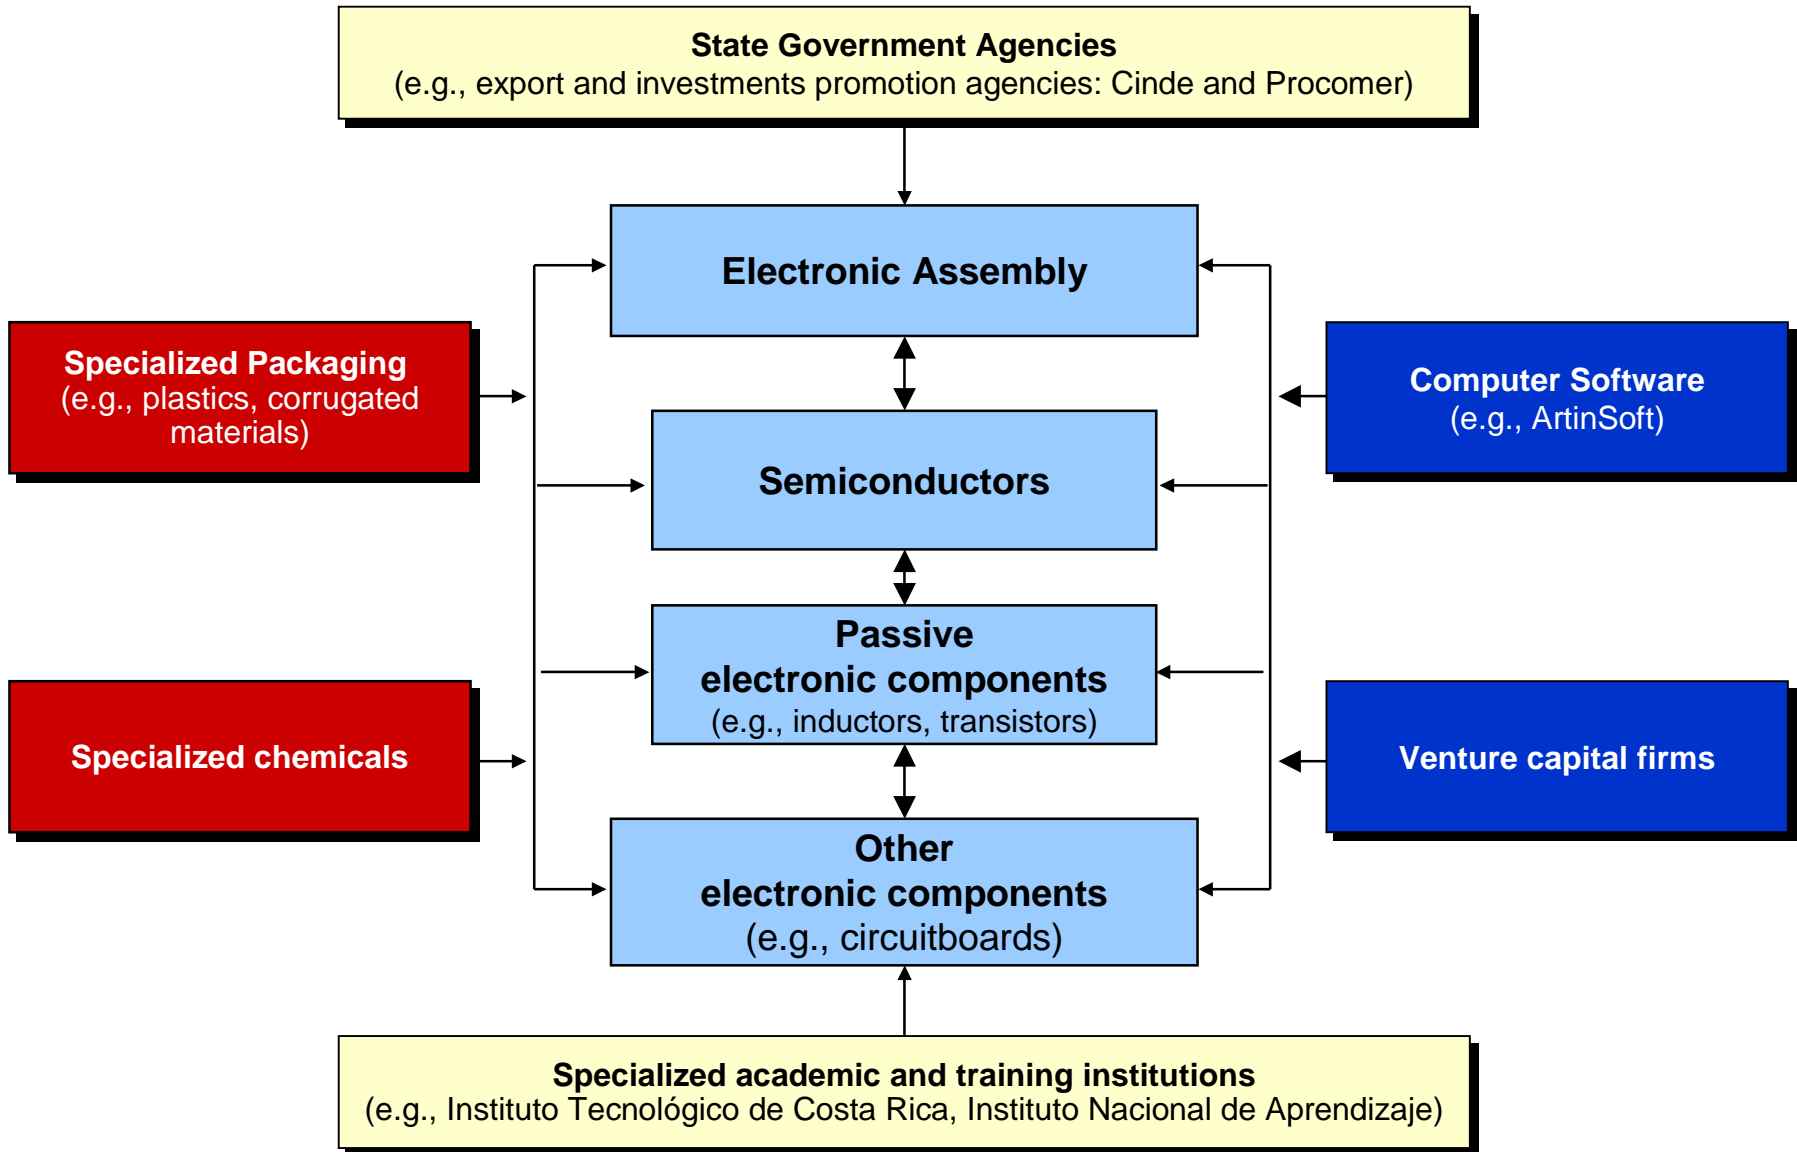 State Government Agencies
(e.g., export and investments promotion agencies: Cinde and Procomer)
Electronic Assembly
Specialized Packaging
(e.g., plastics, corrugated
materials)
Computer Software
(e.g., ArtinSoft)
Semiconductors
Passive
electronic components
(e.g., inductors, transistors)
Specialized chemicals
Venture capital firms
Other
electronic components
(e.g., circuitboards)
Specialized academic and training institutions
(e.g., Instituto Tecnológico de Costa Rica, Instituto Nacional de Aprendizaje)